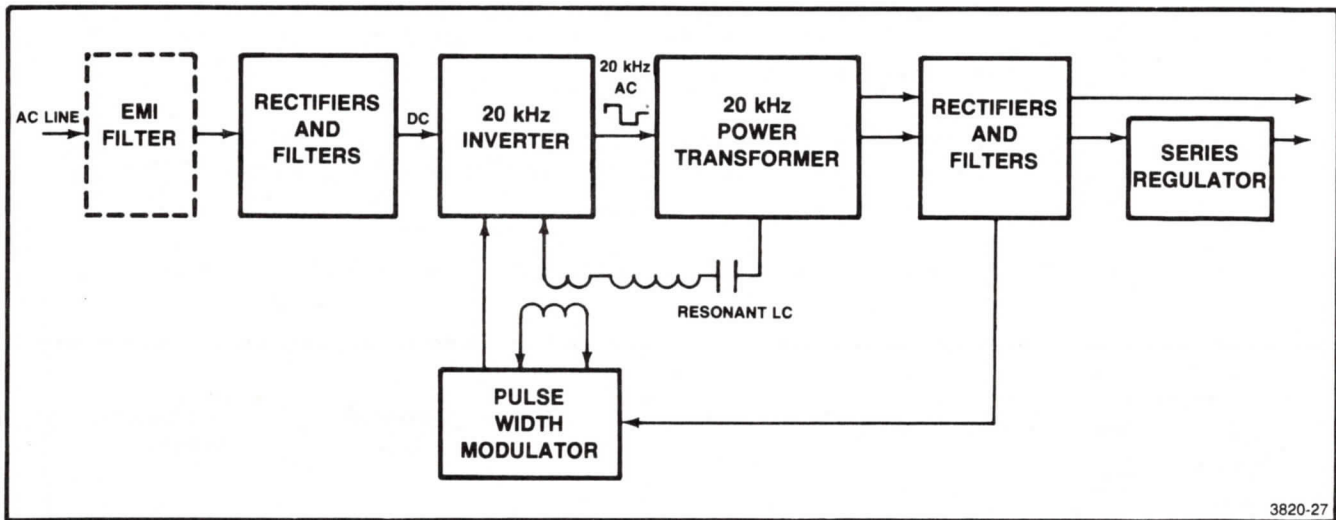 AC LINE
EMI
FILTER
RECTIFIERS
AND
FILTERS
DC
20 kHz
INVERTER
20 kHz
AC
20 kHz
POWER
TRANSFORMER
RECTIFIERS
AND
FILTERS
SERIES
REGULATOR
RESONANT LC
PULSE
WIDTH
MODULATOR
3820-27